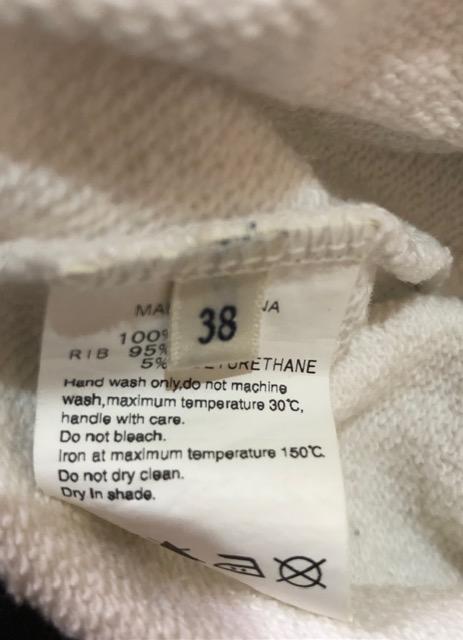 38
100%
RIB 95%
5%
Hand wash only,do not machine
wash,maximum temperature 30℃,
handle with care.
Do not bleach.
Iron at maximum temperature 150℃.
Do not dry clean.
Dry In shade.